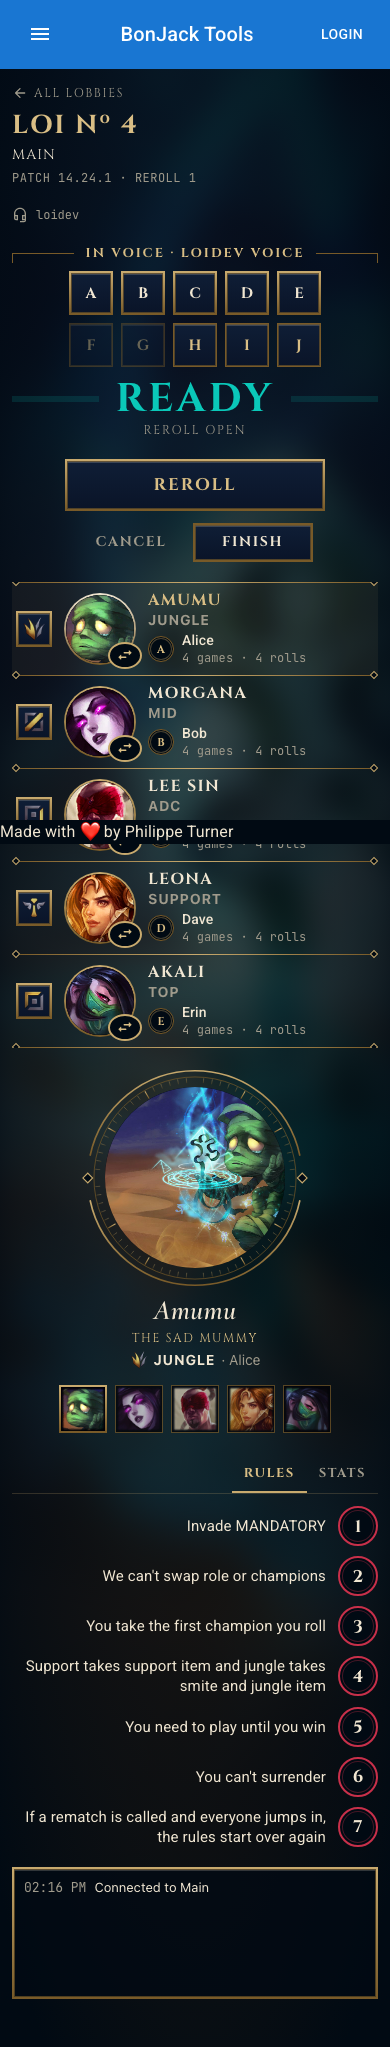 BonJack Tools
LOGIN
ALL LOBBIES
LOI Nº 4
MAIN
PATCH 14.24.1 · REROLL 1
loidev
IN VOICE · LOIDEV VOICE
A B C D E
F G H I J
READY
REROLL OPEN
REROLL
CANCEL FINISH
AMUMU
JUNGLE
A Alice
4 games · 4 rolls
MORGANA
MID
B Bob
4 games · 4 rolls
LEE SIN
ADC
Made with ❤️ by Philippe Turner
4 games · 4 rolls
LEONA
SUPPORT
D Dave
4 games · 4 rolls
AKALI
TOP
E Erin
4 games · 4 rolls
Amumu
THE SAD MUMMY
JUNGLE · Alice
RULES STATS
Invade MANDATORY 1
We can't swap role or champions 2
You take the first champion you roll 3
Support takes support item and jungle takes
smite and jungle item 4
You need to play until you win 5
You can't surrender 6
If a rematch is called and everyone jumps in,
the rules start over again 7
02:16 PM Connected to Main